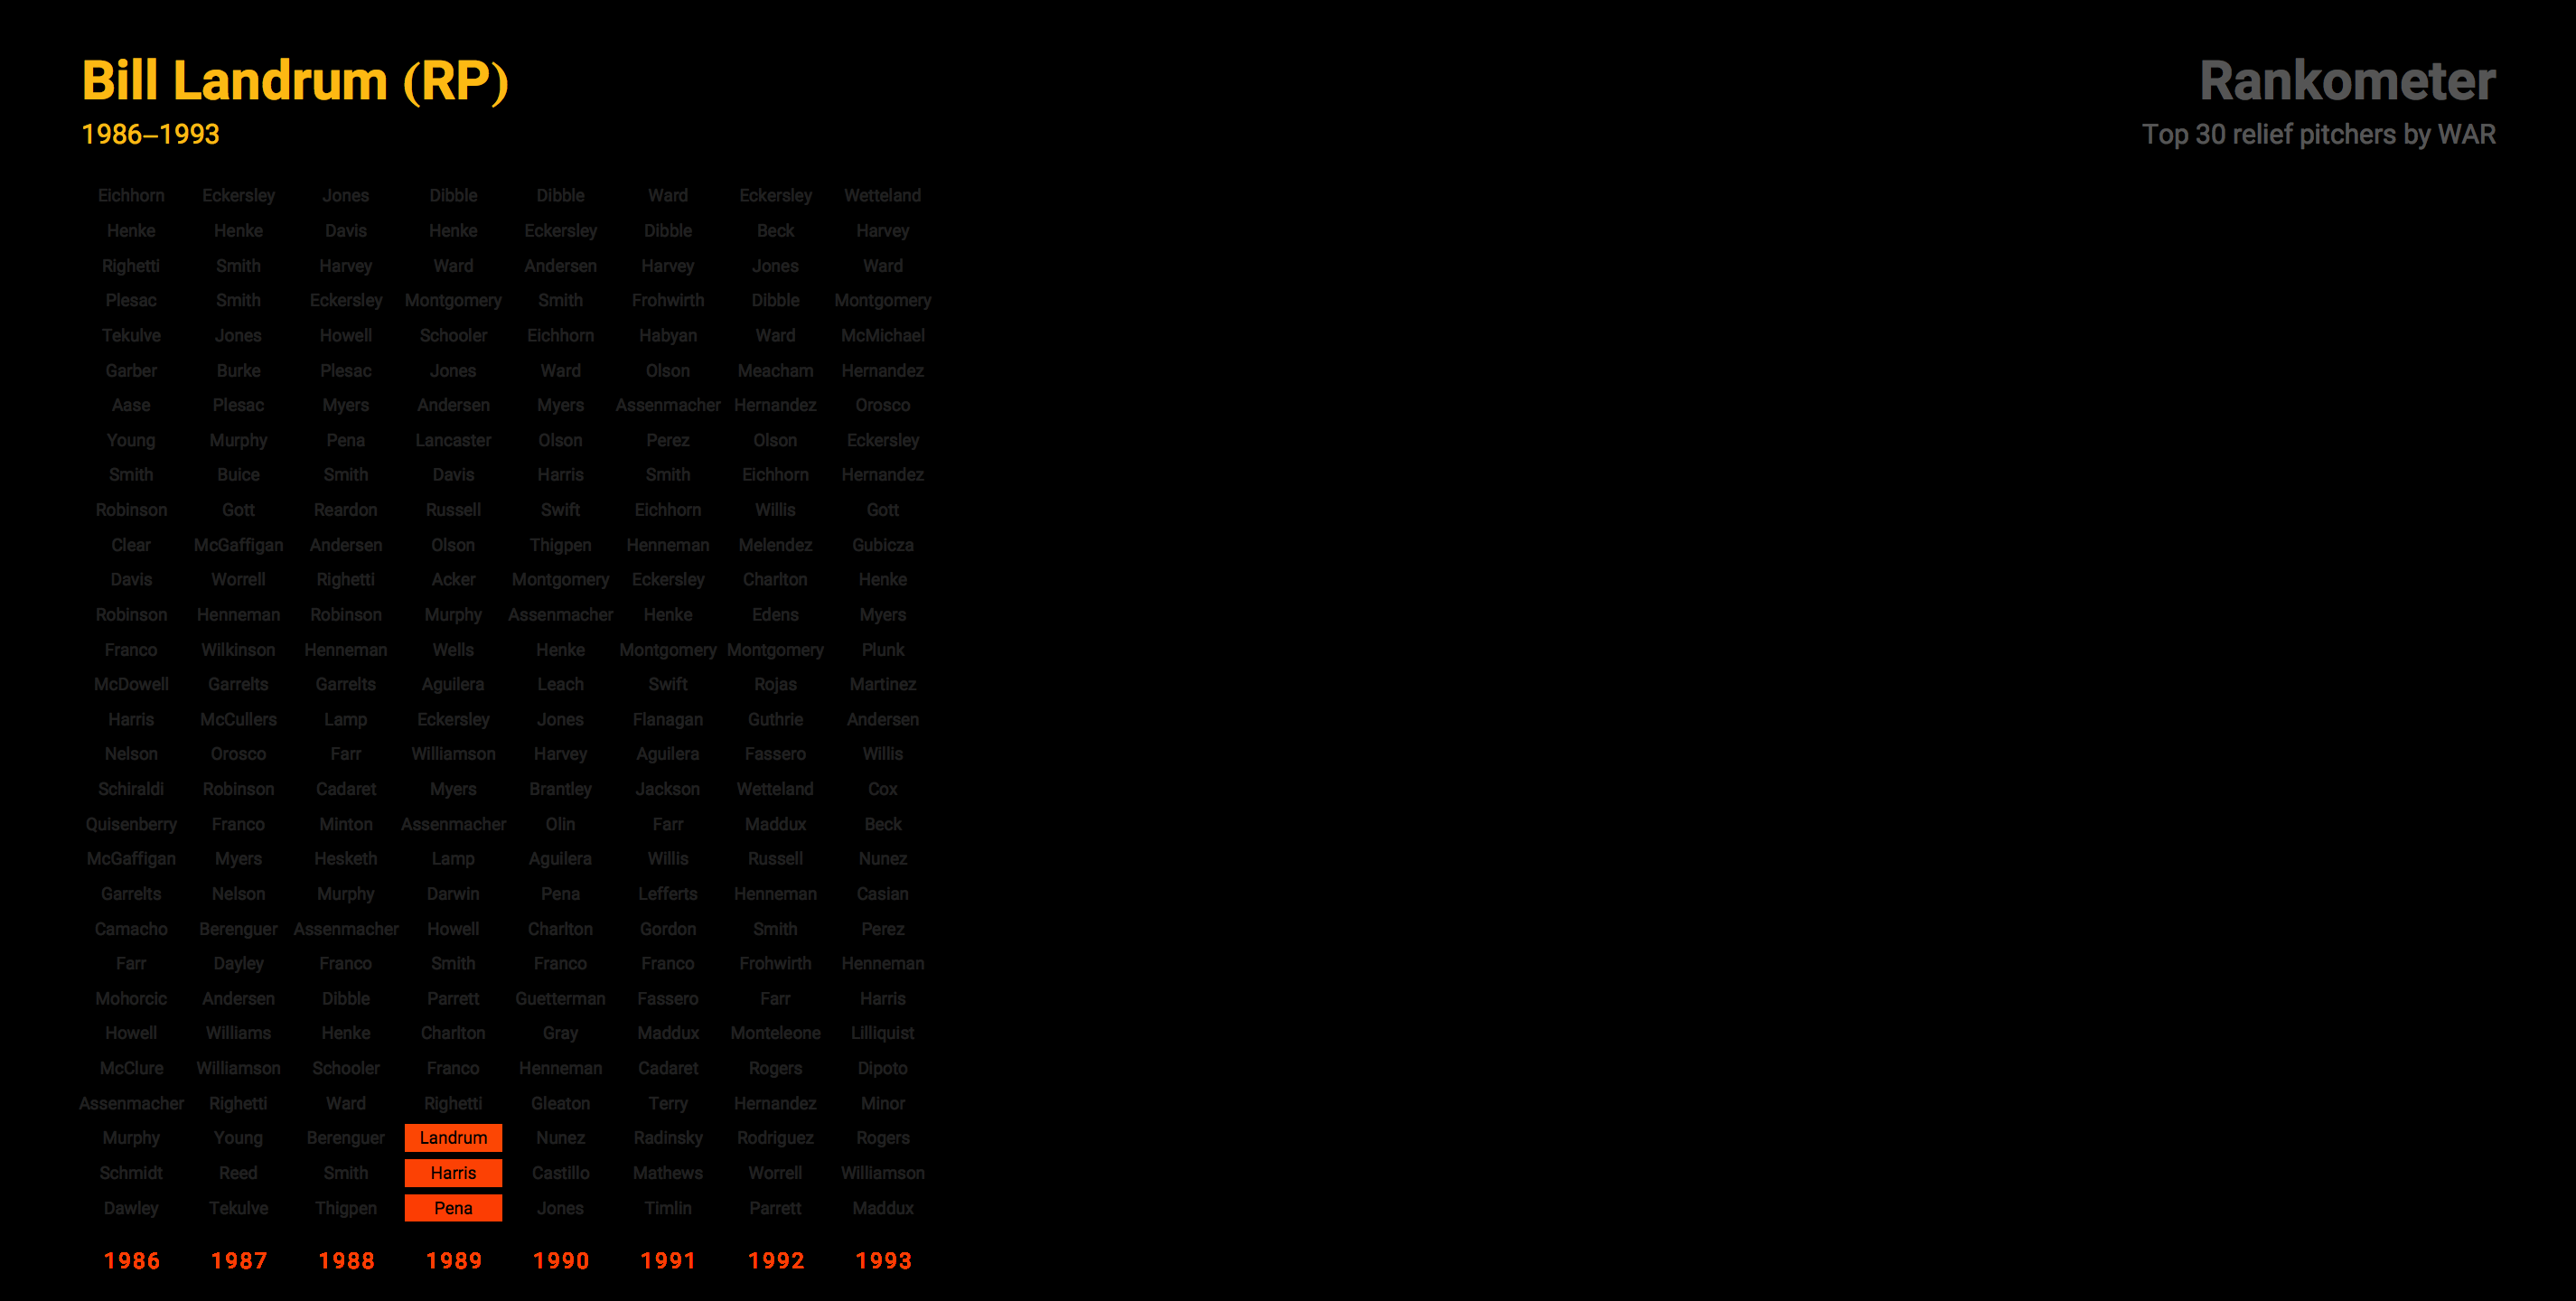 Bill Landrum (RP)
1986–1993
Rankometer
Top 30 relief pitchers by WAR
Eichhorn Eckersley Jones Dibble Dibble Ward Eckersley Wetteland
Henke Henke Davis Henke Eckersley Dibble Beck Harvey
Righetti Smith Harvey Ward Andersen Harvey Jones Ward
Plesac Smith Eckersley Montgomery Smith Frohwirth Dibble Montgomery
Tekulve Jones Howell Schooler Eichhorn Habyan Ward McMichael
Garber Burke Plesac Jones Ward Olson Meacham Hernandez
Aase Plesac Myers Andersen Myers Assenmacher Hernandez Orosco
Young Murphy Pena Lancaster Olson Perez Olson Eckersley
Smith Buice Smith Davis Harris Smith Eichhorn Hernandez
Robinson Gott Reardon Russell Swift Eichhorn Willis Gott
Clear McGaffigan Andersen Olson Thigpen Henneman Melendez Gubicza
Davis Worrell Righetti Acker Montgomery Eckersley Charlton Henke
Robinson Henneman Robinson Murphy Assenmacher Henke Edens Myers
Franco Wilkinson Henneman Wells Henke Montgomery Montgomery Plunk
McDowell Garrelts Garrelts Aguilera Leach Swift Rojas Martinez
Harris McCullers Lamp Eckersley Jones Flanagan Guthrie Andersen
Nelson Orosco Farr Williamson Harvey Aguilera Fassero Willis
Schiraldi Robinson Cadaret Myers Brantley Jackson Wetteland Cox
Quisenberry Franco Minton Assenmacher Olin Farr Maddux Beck
McGaffigan Myers Hesketh Lamp Aguilera Willis Russell Nunez
Garrelts Nelson Murphy Darwin Pena Lefferts Henneman Casian
Camacho Berenguer Assenmacher Howell Charlton Gordon Smith Perez
Farr Dayley Franco Smith Franco Franco Frohwirth Henneman
Mohorcic Andersen Dibble Parrett Guetterman Fassero Farr Harris
Howell Williams Henke Charlton Gray Maddux Monteleone Lilliquist
McClure Williamson Schooler Franco Henneman Cadaret Rogers Dipoto
Assenmacher Righetti Ward Righetti Gleaton Terry Hernandez Minor
Murphy Young Berenguer Landrum Nunez Radinsky Rodriguez Rogers
Schmidt Reed Smith Harris Castillo Mathews Worrell Williamson
Dawley Tekulve Thigpen Pena Jones Timlin Parrett Maddux
1986 1987 1988 1989 1990 1991 1992 1993